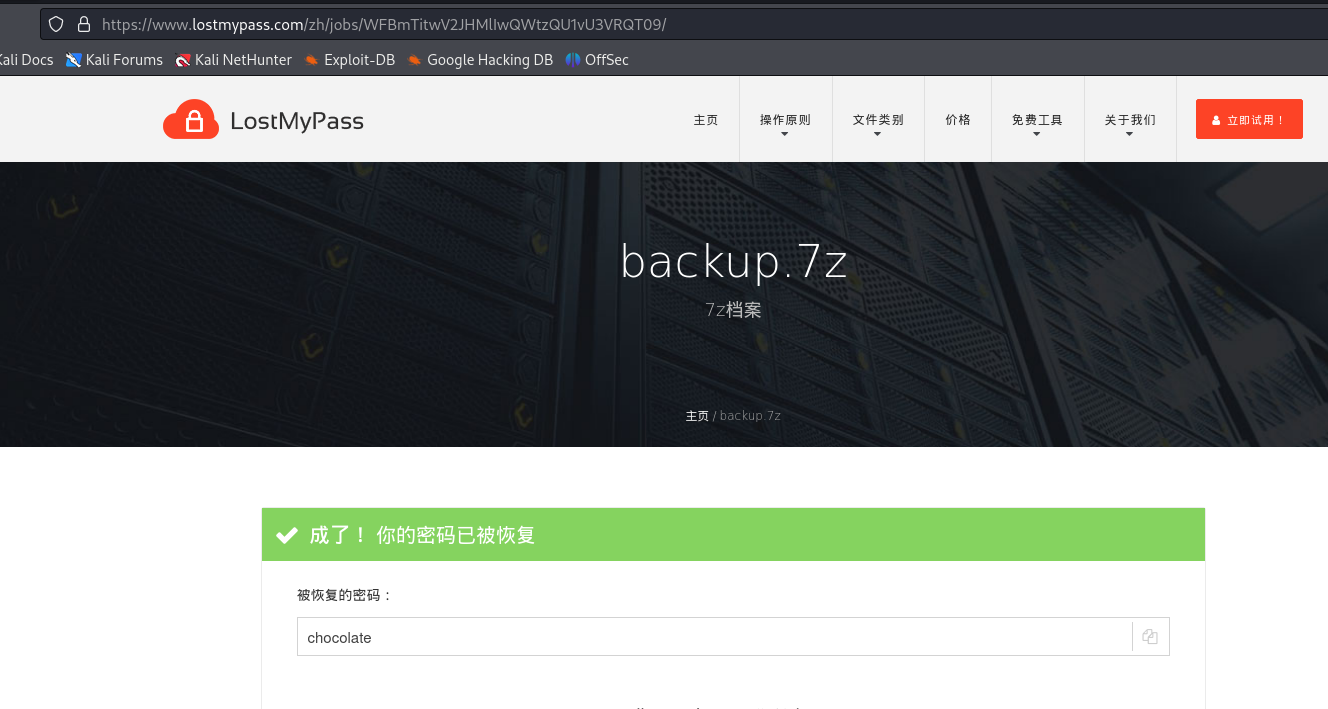 https://www.lostmypass.com/zh/jobs/WFBmTitwV2JHMlIwQWtzQU1vU3VRQT09/
Kali Docs Kali Forums Kali NetHunter Exploit-DB Google Hacking DB OffSec
LostMyPass 主页 操作原则 文件类别 价格 免费工具 关于我们 立即试用！
backup.7z
7z档案
主页 / backup.7z
成了！ 你的密码已被恢复
被恢复的密码：
chocolate